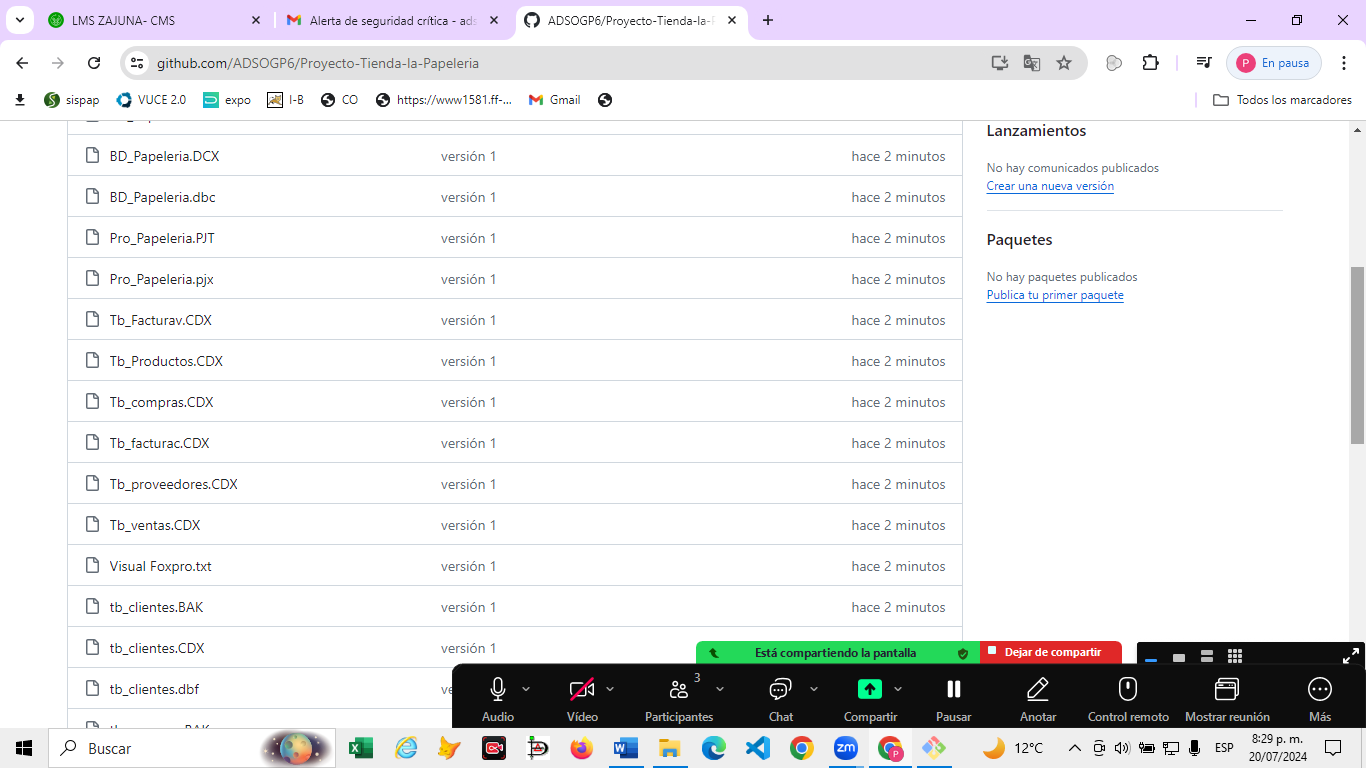 LMS ZAJUNA- CMS
Alerta de seguridad crítica - ads
ADSOGP6/Proyecto-Tienda-la-P
github.com/ADSOGP6/Proyecto-Tienda-la-Papeleria
P En pausa
sispap
VUCE 2.0
expo
I-B
CO
https://www1581.ff-...
Gmail
Todos los marcadores
BD_Papeleria.DCX versión 1 hace 2 minutos
BD_Papeleria.dbc versión 1 hace 2 minutos
Pro_Papeleria.PJT versión 1 hace 2 minutos
Pro_Papeleria.pjx versión 1 hace 2 minutos
Tb_Facturav.CDX versión 1 hace 2 minutos
Tb_Productos.CDX versión 1 hace 2 minutos
Tb_compras.CDX versión 1 hace 2 minutos
Tb_facturac.CDX versión 1 hace 2 minutos
Tb_proveedores.CDX versión 1 hace 2 minutos
Tb_ventas.CDX versión 1 hace 2 minutos
Visual Foxpro.txt versión 1 hace 2 minutos
tb_clientes.BAK versión 1 hace 2 minutos
tb_clientes.CDX versión 1
tb_clientes.dbf
Lanzamientos
No hay comunicados publicados
Crear una nueva versión
Paquetes
No hay paquetes publicados
Publica tu primer paquete
Está compartiendo la pantalla
Dejar de compartir
3
Audio
Vídeo
Participantes
Chat
Compartir
Pausar
Anotar
Control remoto
Mostrar reunión
Más
Buscar
zm
P
12°C
ESP
8:29 p. m.
20/07/2024